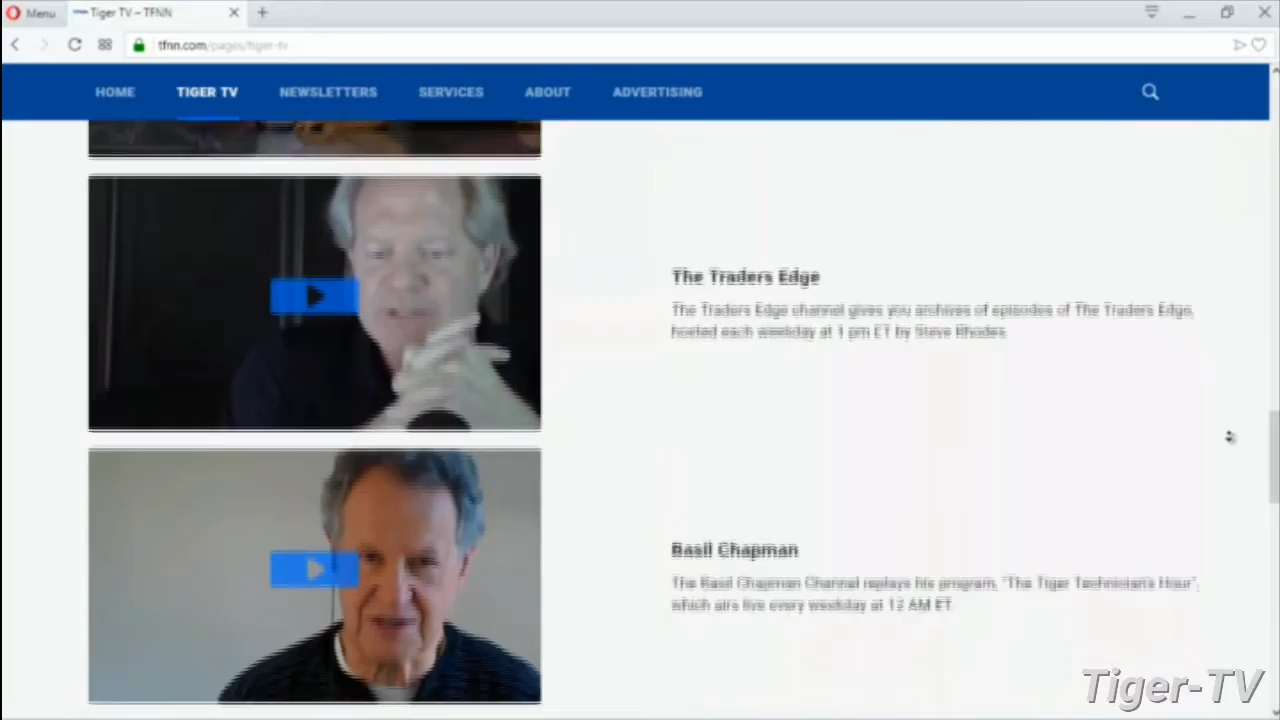 Menu
Tiger TV – TFNN
tfnn.com/pages/tiger-tv
HOME TIGER TV NEWSLETTERS SERVICES ABOUT ADVERTISING
The Traders Edge
The Traders Edge channel gives you archives of episodes of The Traders Edge,
hosted each weekday at 1 pm ET by Steve Rhodes
Basil Chapman
The Basil Chapman Channel replays his program, "The Tiger Technician's Hour",
which airs live every weekday at 12 AM ET
Tiger-TV